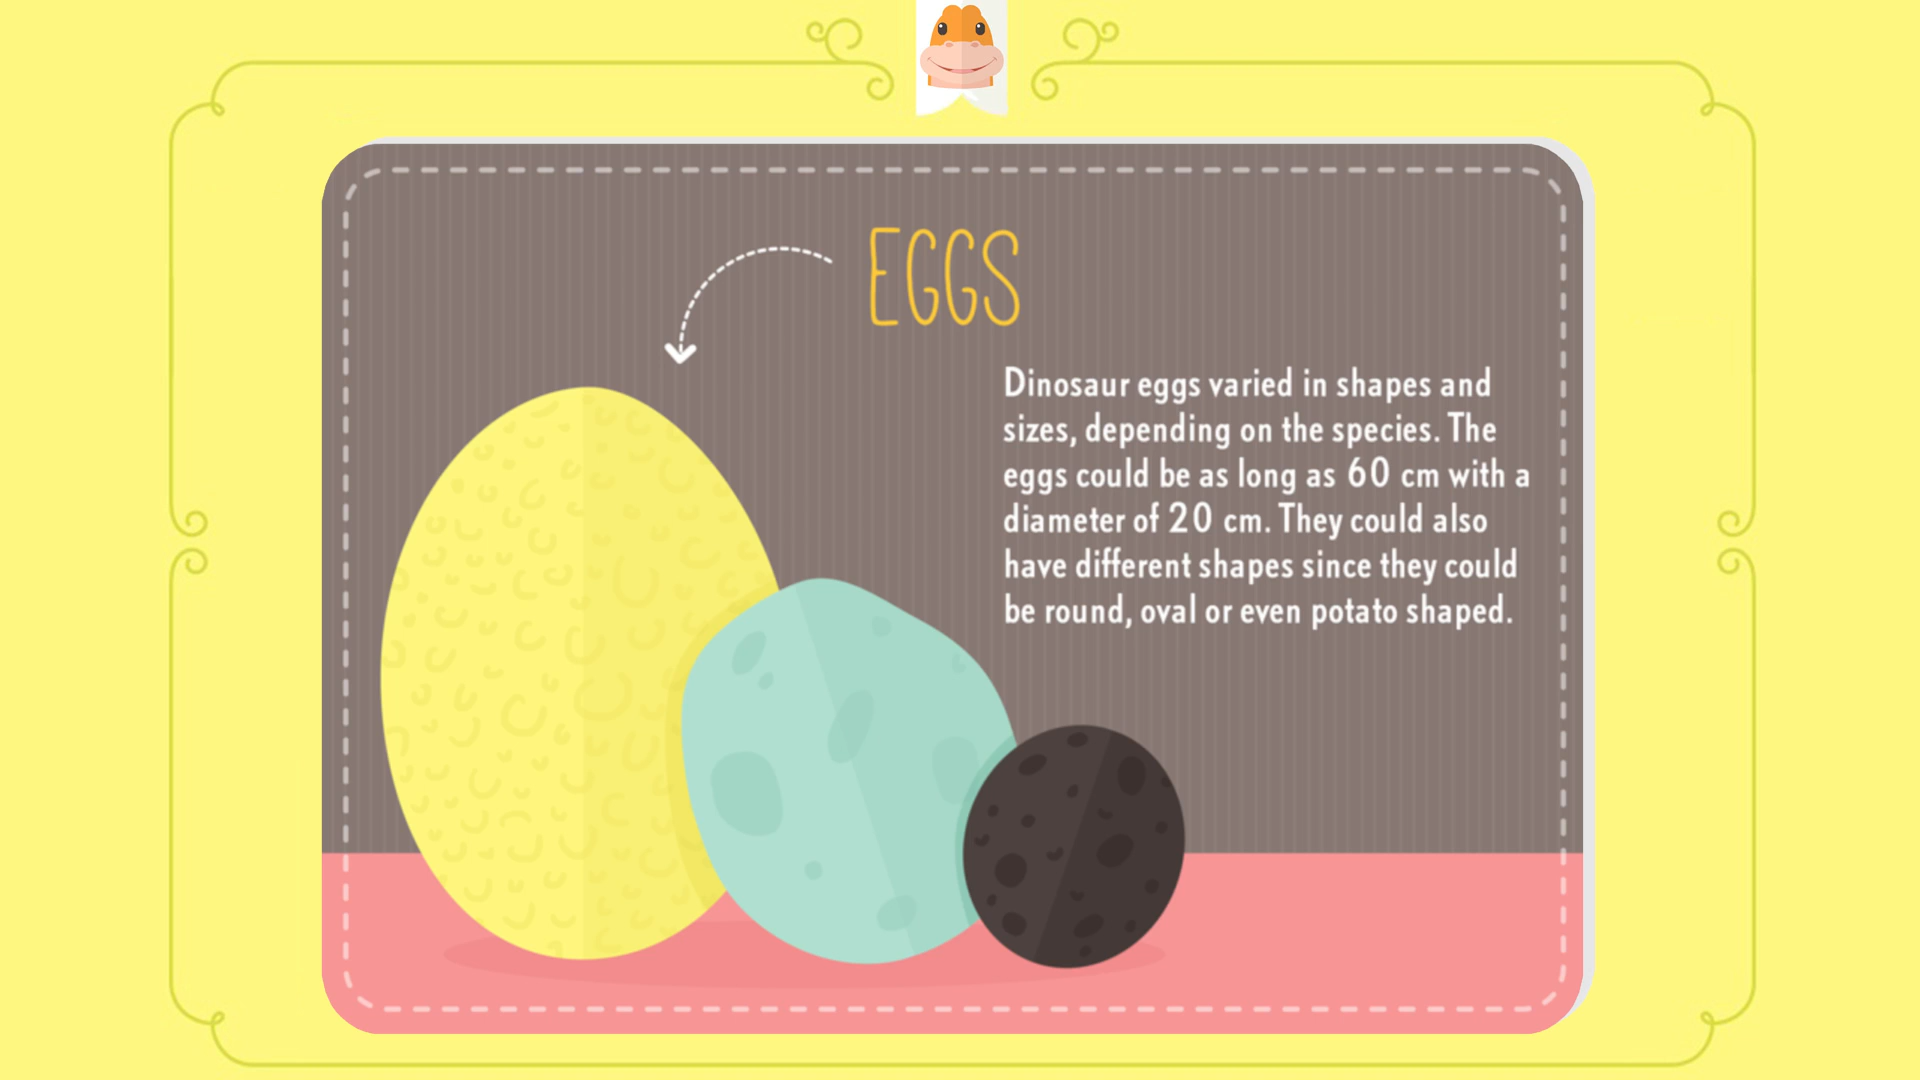 EGGS
Dinosaur eggs varied in shapes and
sizes, depending on the species. The
eggs could be as long as 60 cm with a
diameter of 20 cm. They could also
have different shapes since they could
be round, oval or even potato shaped.